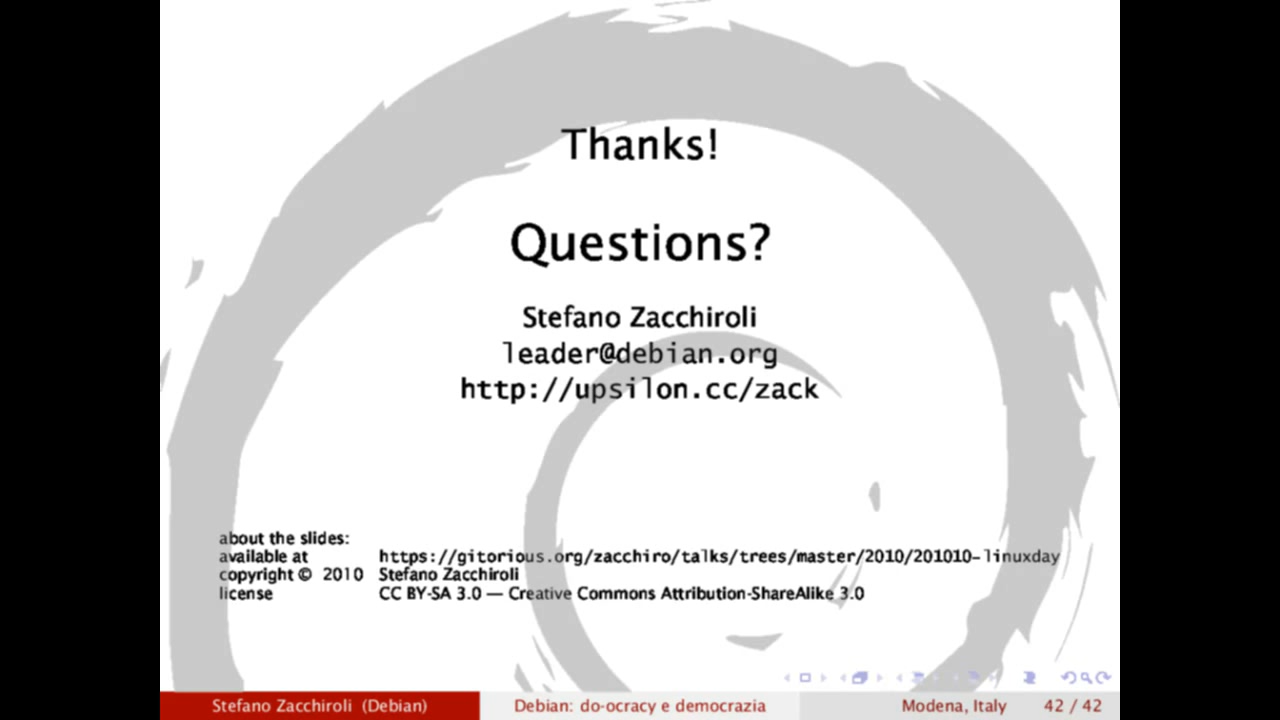 Thanks!
Questions?
Stefano Zacchiroli
leader@debian.org
http://upsilon.cc/zack
about the slides:
available at https://gitorious.org/zacchiro/talks/trees/master/2010/201010-linuxday
copyright © 2010 Stefano Zacchiroli
license CC BY-SA 3.0 — Creative Commons Attribution-ShareAlike 3.0
Stefano Zacchiroli (Debian) Debian: do-ocracy e democrazia Modena, Italy 42 / 42